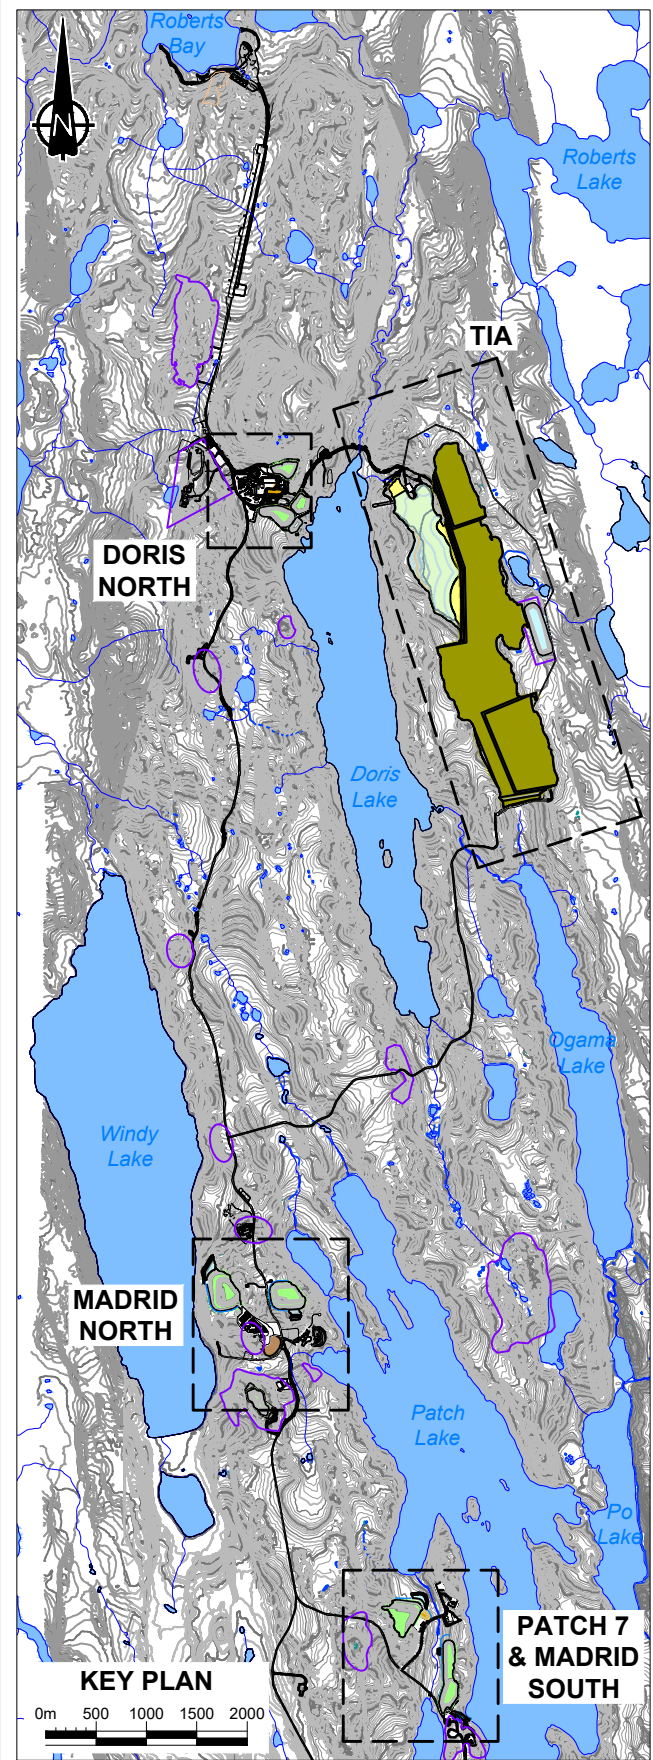 Roberts
Bay
N
Roberts
Lake
TIA
DORIS
NORTH
Doris
Lake
Ogama
Lake
Windy
Lake
MADRID
NORTH
Patch
Lake
Po
Lake
PATCH 7
& MADRID
SOUTH
KEY PLAN
0m 500 1000 1500 2000